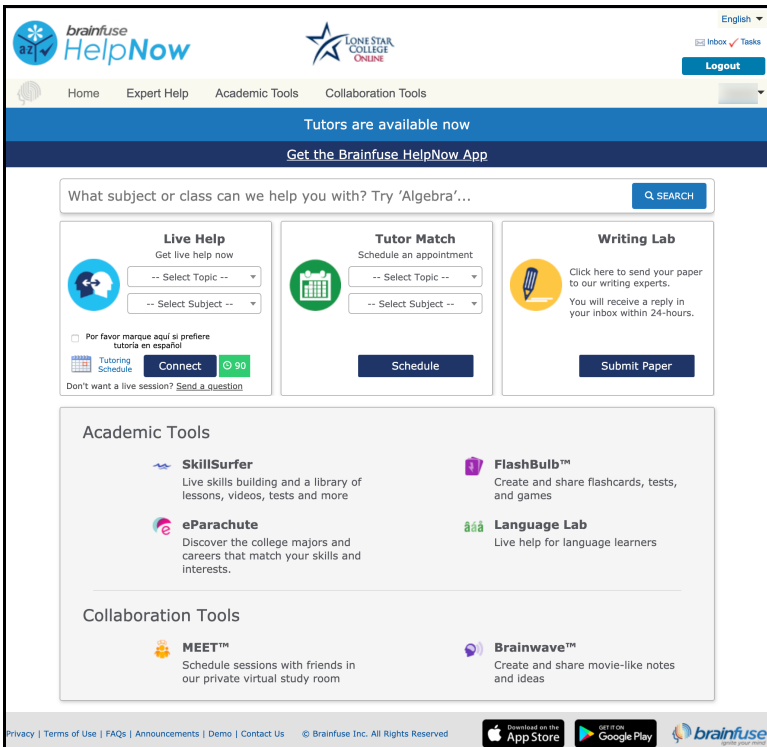 English
brainfuse
HelpNow
az
LONE STAR
COLLEGE
ONLINE
Inbox Tasks
Logout
Home Expert Help Academic Tools Collaboration Tools
Tutors are available now
Get the Brainfuse HelpNow App
What subject or class can we help you with? Try 'Algebra'...
SEARCH
Live Help
Get live help now
-- Select Topic --
-- Select Subject --
Por favor marque aquí si prefiere
tutoría en español
Tutoring
Schedule
Connect
90
Don't want a live session? Send a question
Tutor Match
Schedule an appointment
-- Select Topic --
-- Select Subject --
Schedule
Writing Lab
Click here to send your paper
to our writing experts.
You will receive a reply in
your inbox within 24-hours.
Submit Paper
Academic Tools
SkillSurfer
Live skills building and a library of
lessons, videos, tests and more
FlashBulb™
Create and share flashcards, tests,
and games
eParachute
Discover the college majors and
careers that match your skills and
interests.
âáå Language Lab
Live help for language learners
Collaboration Tools
MEET™
Schedule sessions with friends in
our private virtual study room
Brainwave™
Create and share movie-like notes
and ideas
Privacy | Terms of Use | FAQs | Announcements | Demo | Contact Us © Brainfuse Inc. All Rights Reserved
Download on the
App Store
GET IT ON
Google Play
brainfuse
ignite your mind